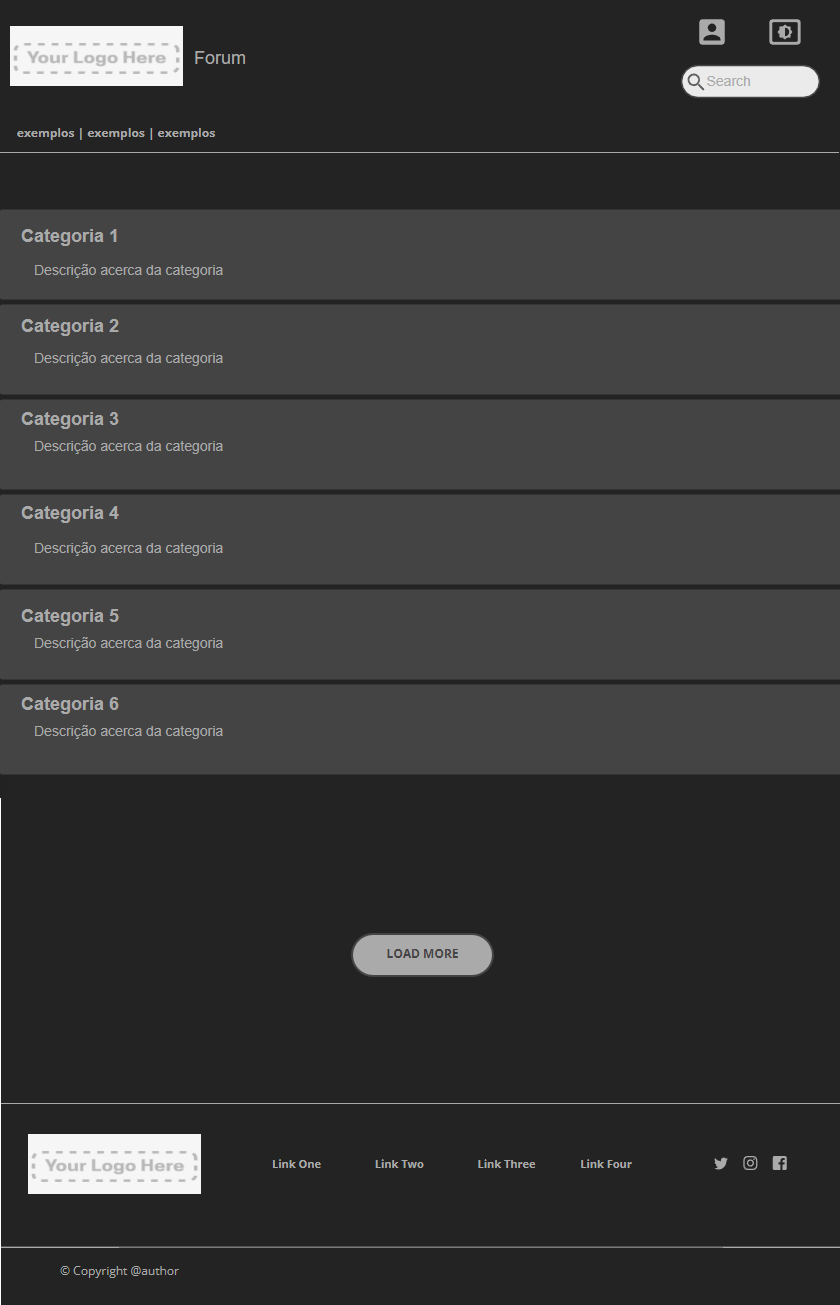 Your Logo Here
Forum
Search
exemplos | exemplos | exemplos
Categoria 1
Descrição acerca da categoria
Categoria 2
Descrição acerca da categoria
Categoria 3
Descrição acerca da categoria
Categoria 4
Descrição acerca da categoria
Categoria 5
Descrição acerca da categoria
Categoria 6
Descrição acerca da categoria
LOAD MORE
Your Logo Here
Link One
Link Two
Link Three
Link Four
© Copyright @author